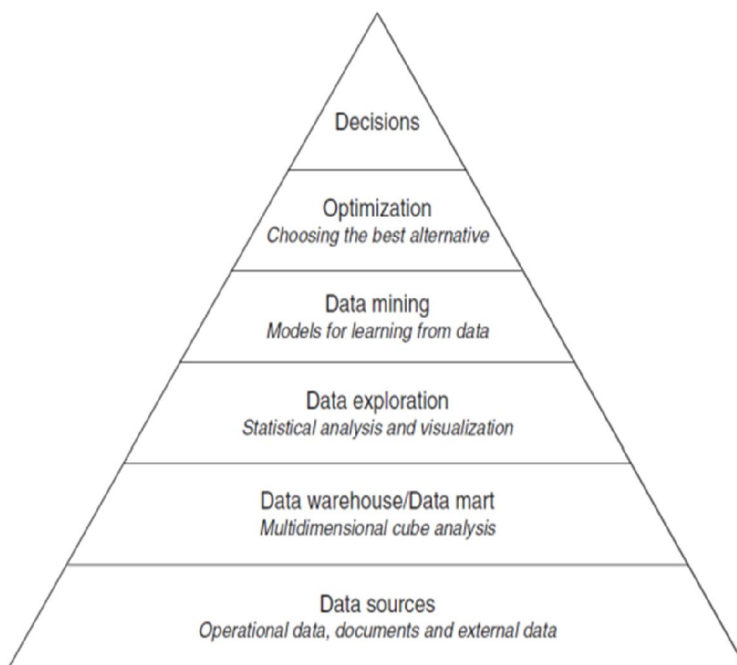 Decisions
Optimization
Choosing the best alternative
Data mining
Models for learning from data
Data exploration
Statistical analysis and visualization
Data warehouse/Data mart
Multidimensional cube analysis
Data sources
Operational data, documents and external data